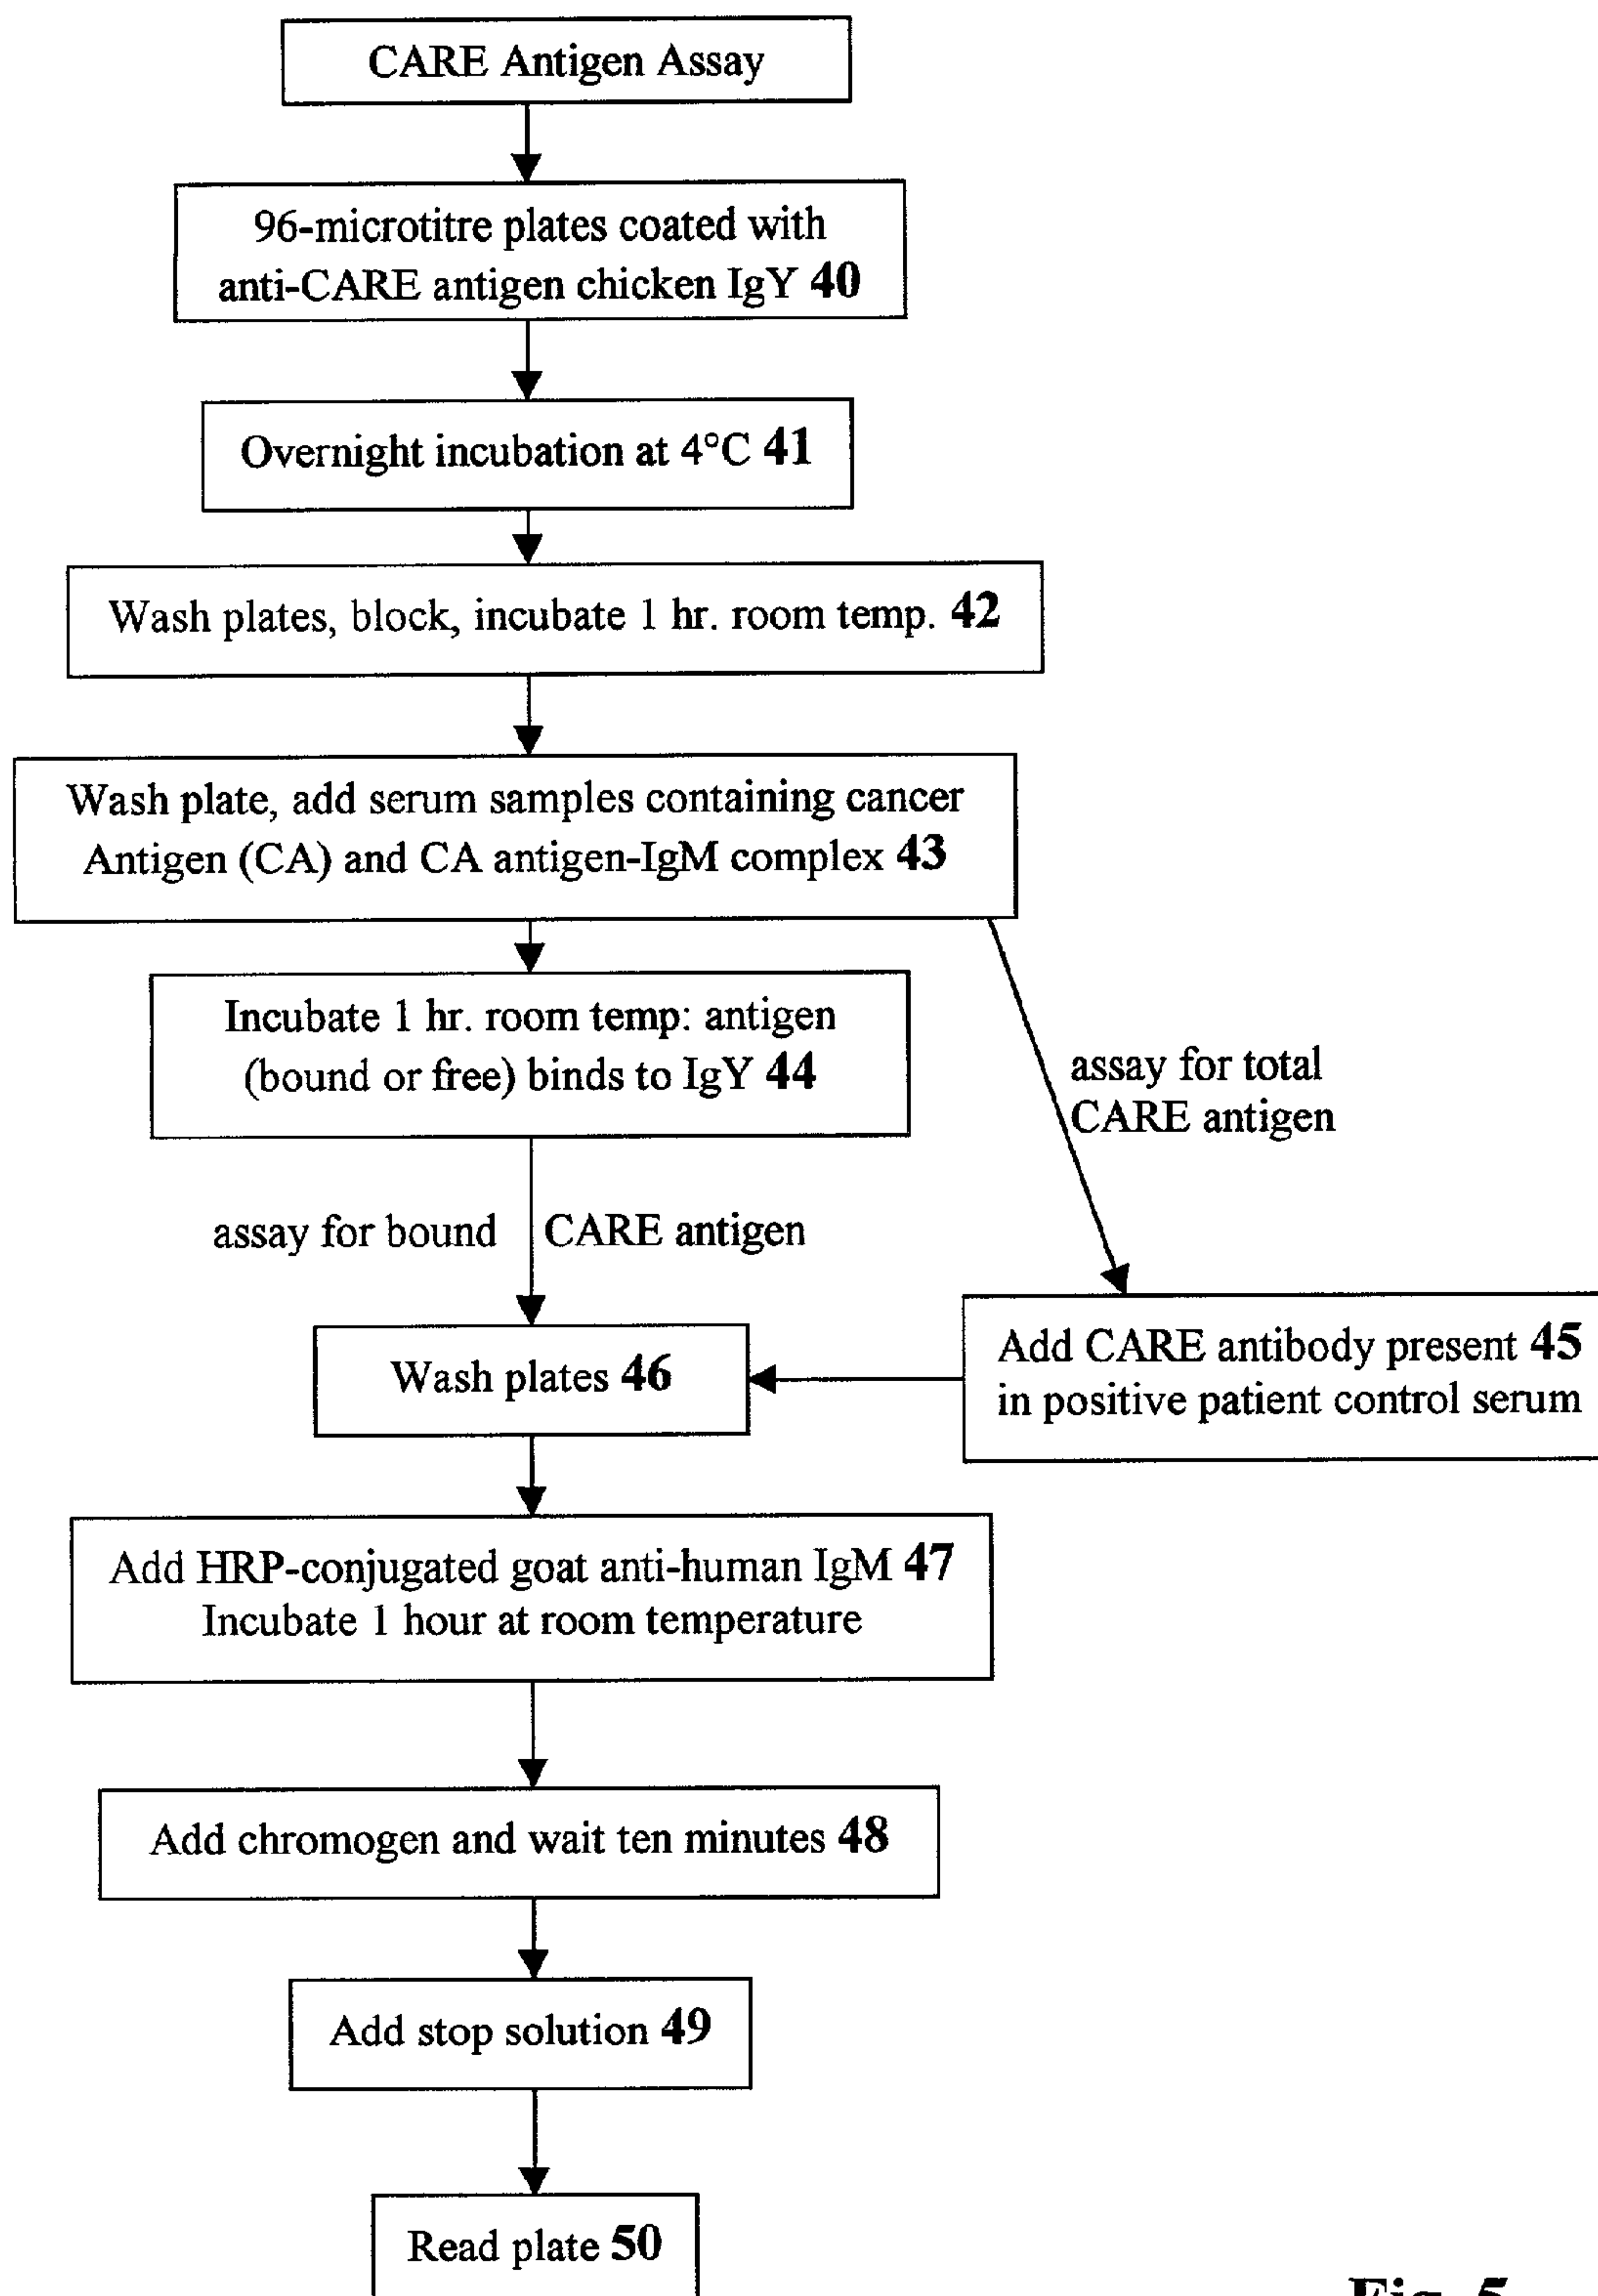 CARE Antigen Assay
96-microtitre plates coated with
anti-CARE antigen chicken IgY 40
Overnight incubation at 4°C 41
Wash plates, block, incubate 1 hr. room temp. 42
Wash plate, add serum samples containing cancer
Antigen (CA) and CA antigen-IgM complex 43
Incubate 1 hr. room temp: antigen
(bound or free) binds to IgY 44
assay for total
CARE antigen
assay for bound CARE antigen
Add CARE antibody present 45
in positive patient control serum
Wash plates 46
Add HRP-conjugated goat anti-human IgM 47
Incubate 1 hour at room temperature
Add chromogen and wait ten minutes 48
Add stop solution 49
Read plate 50
Fig. 5